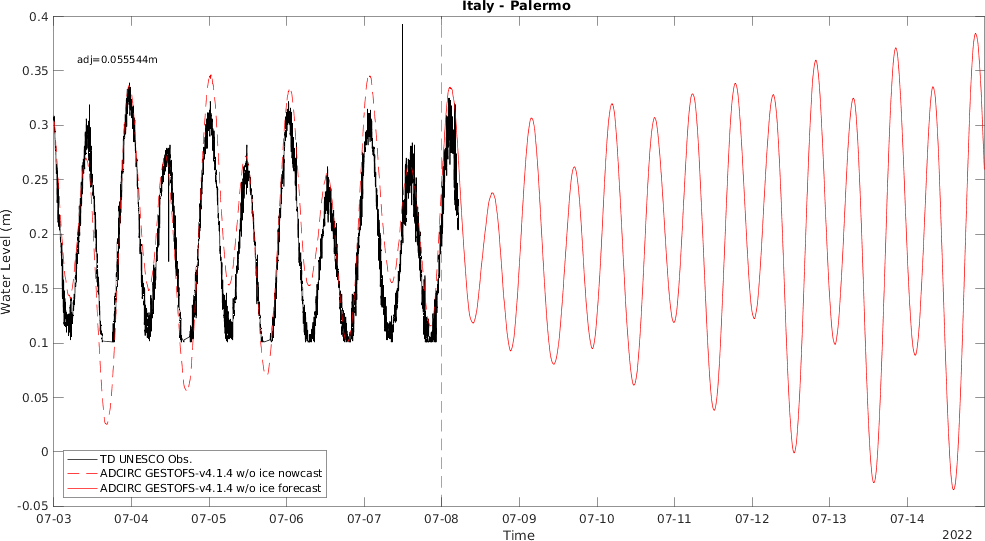 Italy - Palermo
0.4
adj=0.055544m
0.35
0.3
0.25
0.2
0.15
0.1
0.05
0
-0.05
Water Level (m)
TD UNESCO Obs.
ADCIRC GESTOFS-v4.1.4 w/o ice nowcast
ADCIRC GESTOFS-v4.1.4 w/o ice forecast
07-03 07-04 07-05 07-06 07-07 07-08 07-09 07-10 07-11 07-12 07-13 07-14
Time
2022